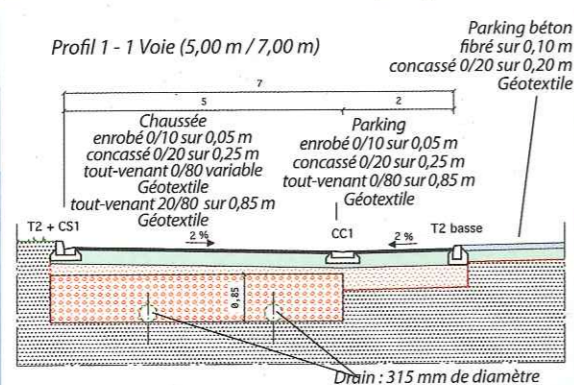 Profil 1 - 1 Voie (5,00 m / 7,00 m)
Parking béton
fibré sur 0,10 m
concassé 0/20 sur 0,20 m
Géotextile
7
5
2
Chaussée
enrobé 0/10 sur 0,05 m
concassé 0/20 sur 0,25 m
tout-venant 0/80 variable
Géotextile
tout-venant 20/80 sur 0,85 m
Géotextile
Parking
enrobé 0/10 sur 0,05 m
concassé 0/20 sur 0,25 m
tout-venant 0/80 sur 0,85 m
Géotextile
T2 + CS1
2 %
CC1
2 %
T2 basse
0,85
Drain : 315 mm de diamètre